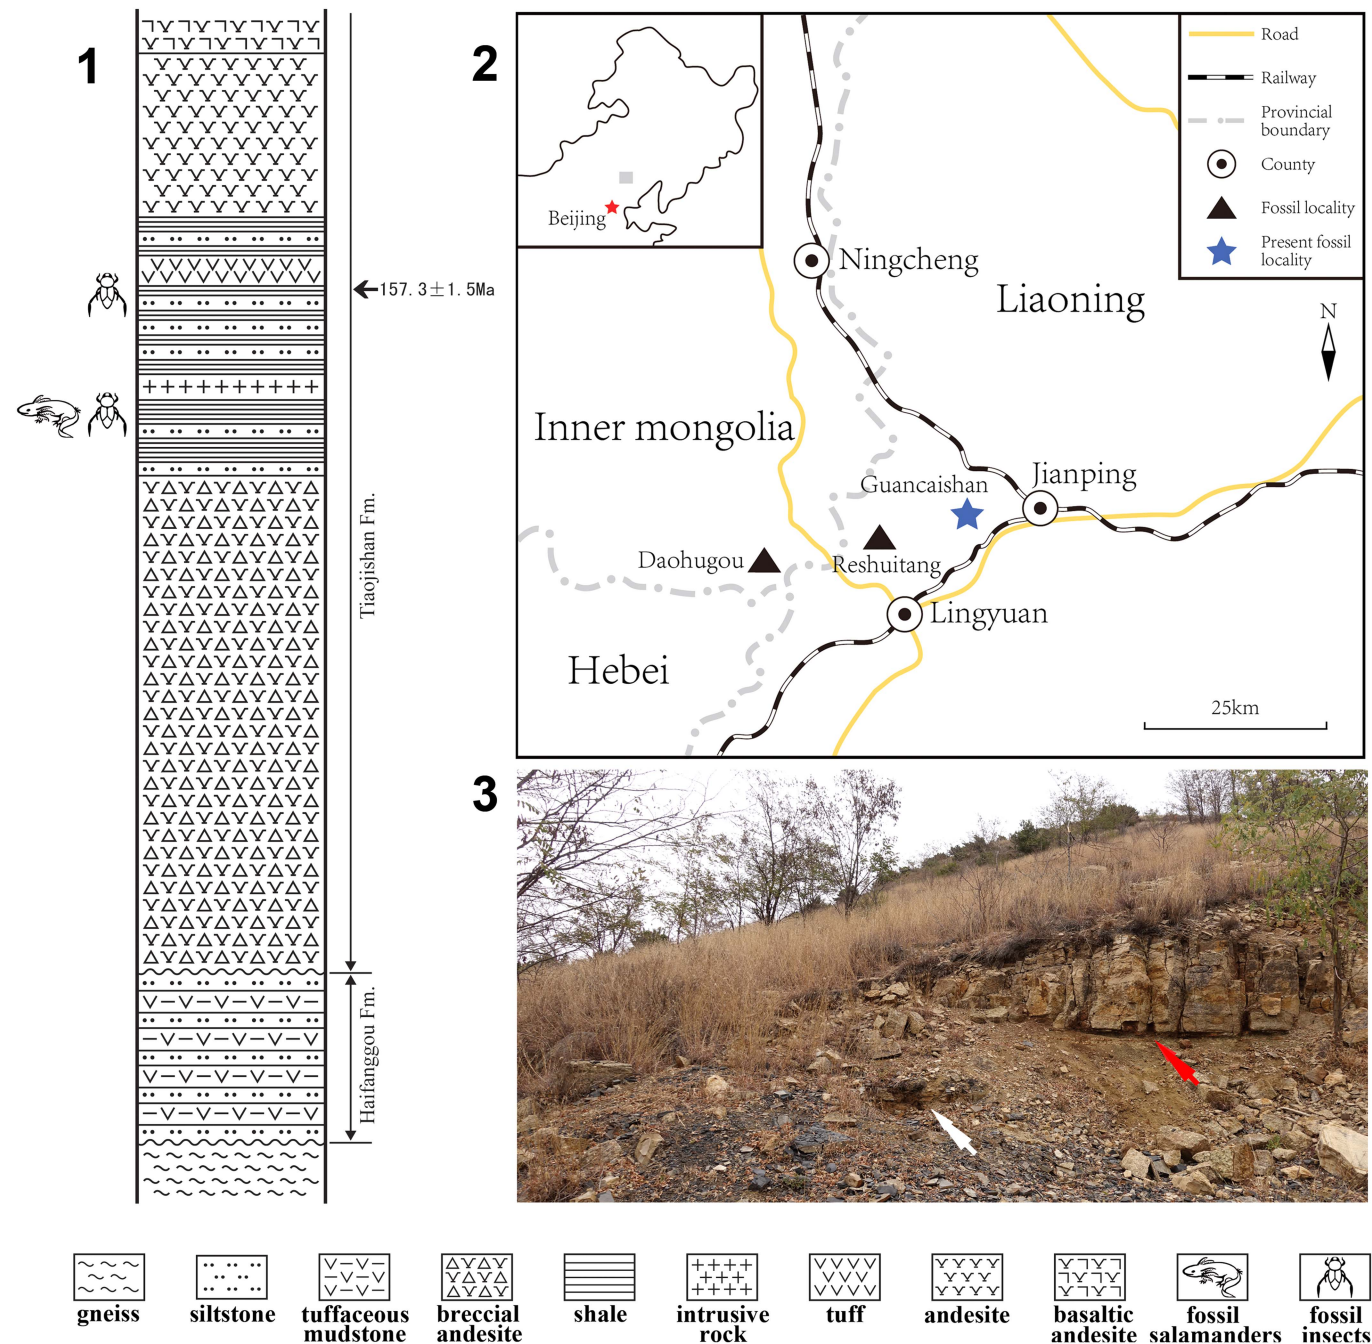 1
157.3±1.5Ma
Tiaojishan Fm.
Haifanggou Fm.
2
Beijing
Road
Railway
Provincial
boundary
County
Fossil locality
Present fossil
locality
N
Ningcheng
Liaoning
Inner mongolia
Jianping
Guancaishan
Daohugou
Reshuitang
Lingyuan
Hebei
25km
3
gneiss
siltstone
tuffaceous
mudstone
breccial
andesite
shale
intrusive
rock
tuff
andesite
basaltic
andesite
fossil
salamanders
fossil
insects